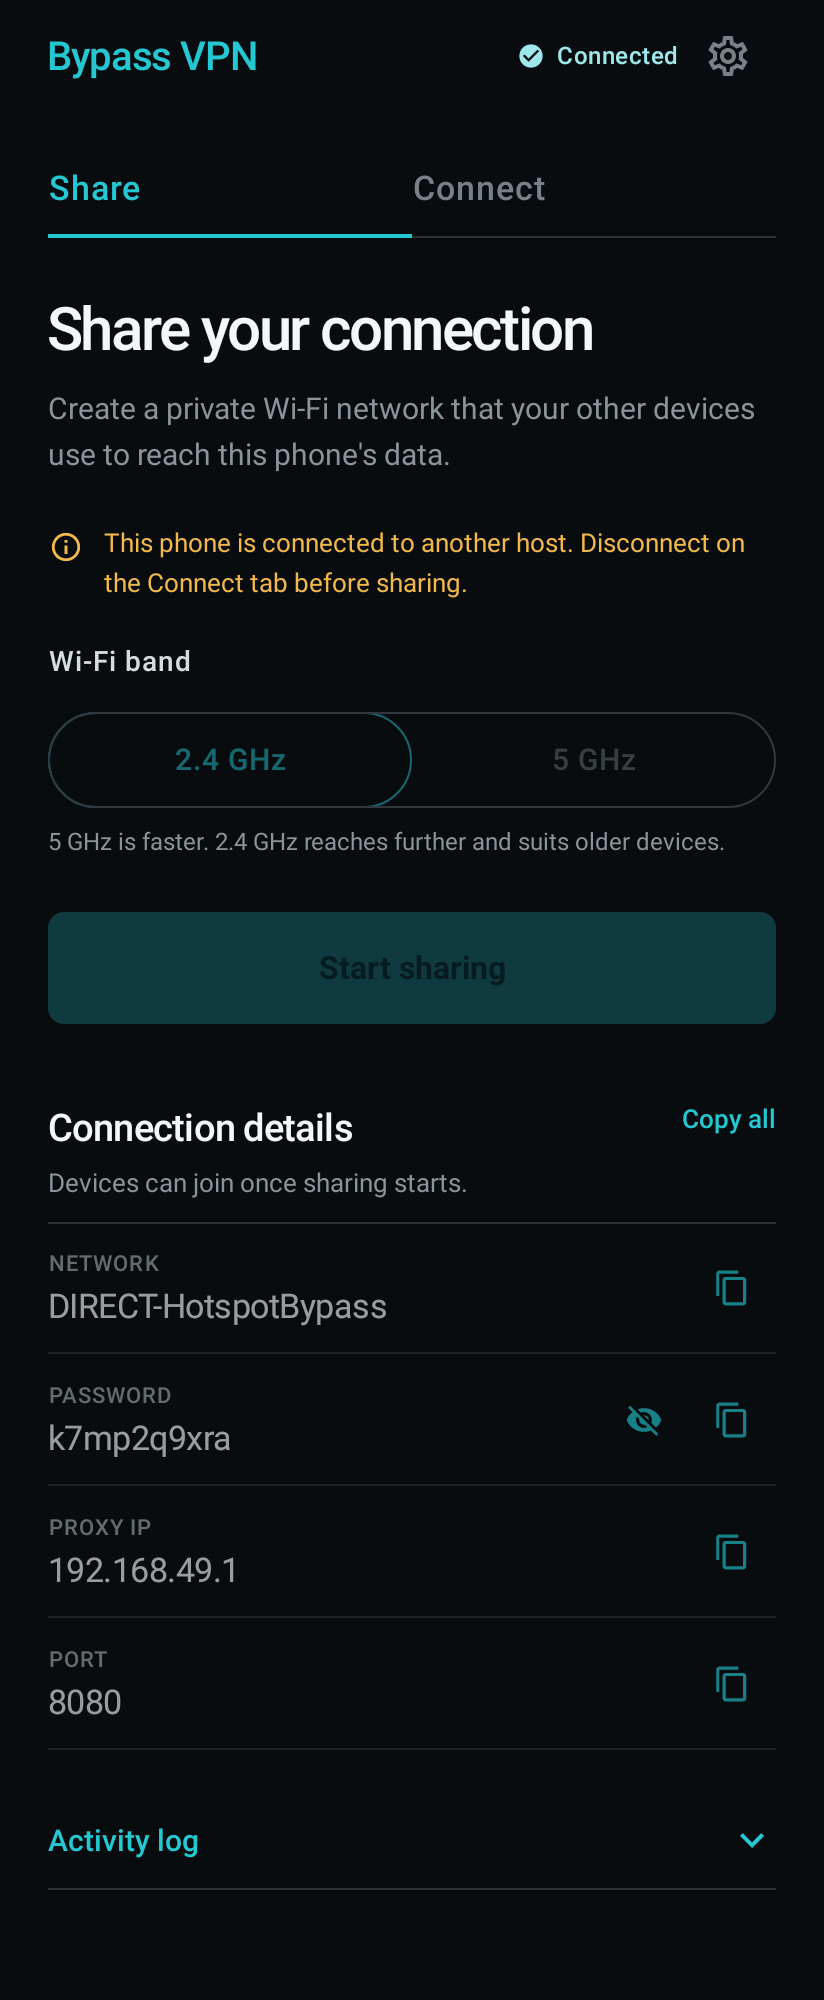 Bypass VPN
Connected
Share
Connect
Share your connection
Create a private Wi-Fi network that your other devices
use to reach this phone's data.
This phone is connected to another host. Disconnect on
the Connect tab before sharing.
Wi-Fi band
2.4 GHz
5 GHz
5 GHz is faster. 2.4 GHz reaches further and suits older devices.
Start sharing
Connection details
Copy all
Devices can join once sharing starts.
NETWORK
DIRECT-HotspotBypass
PASSWORD
k7mp2q9xra
PROXY IP
192.168.49.1
PORT
8080
Activity log